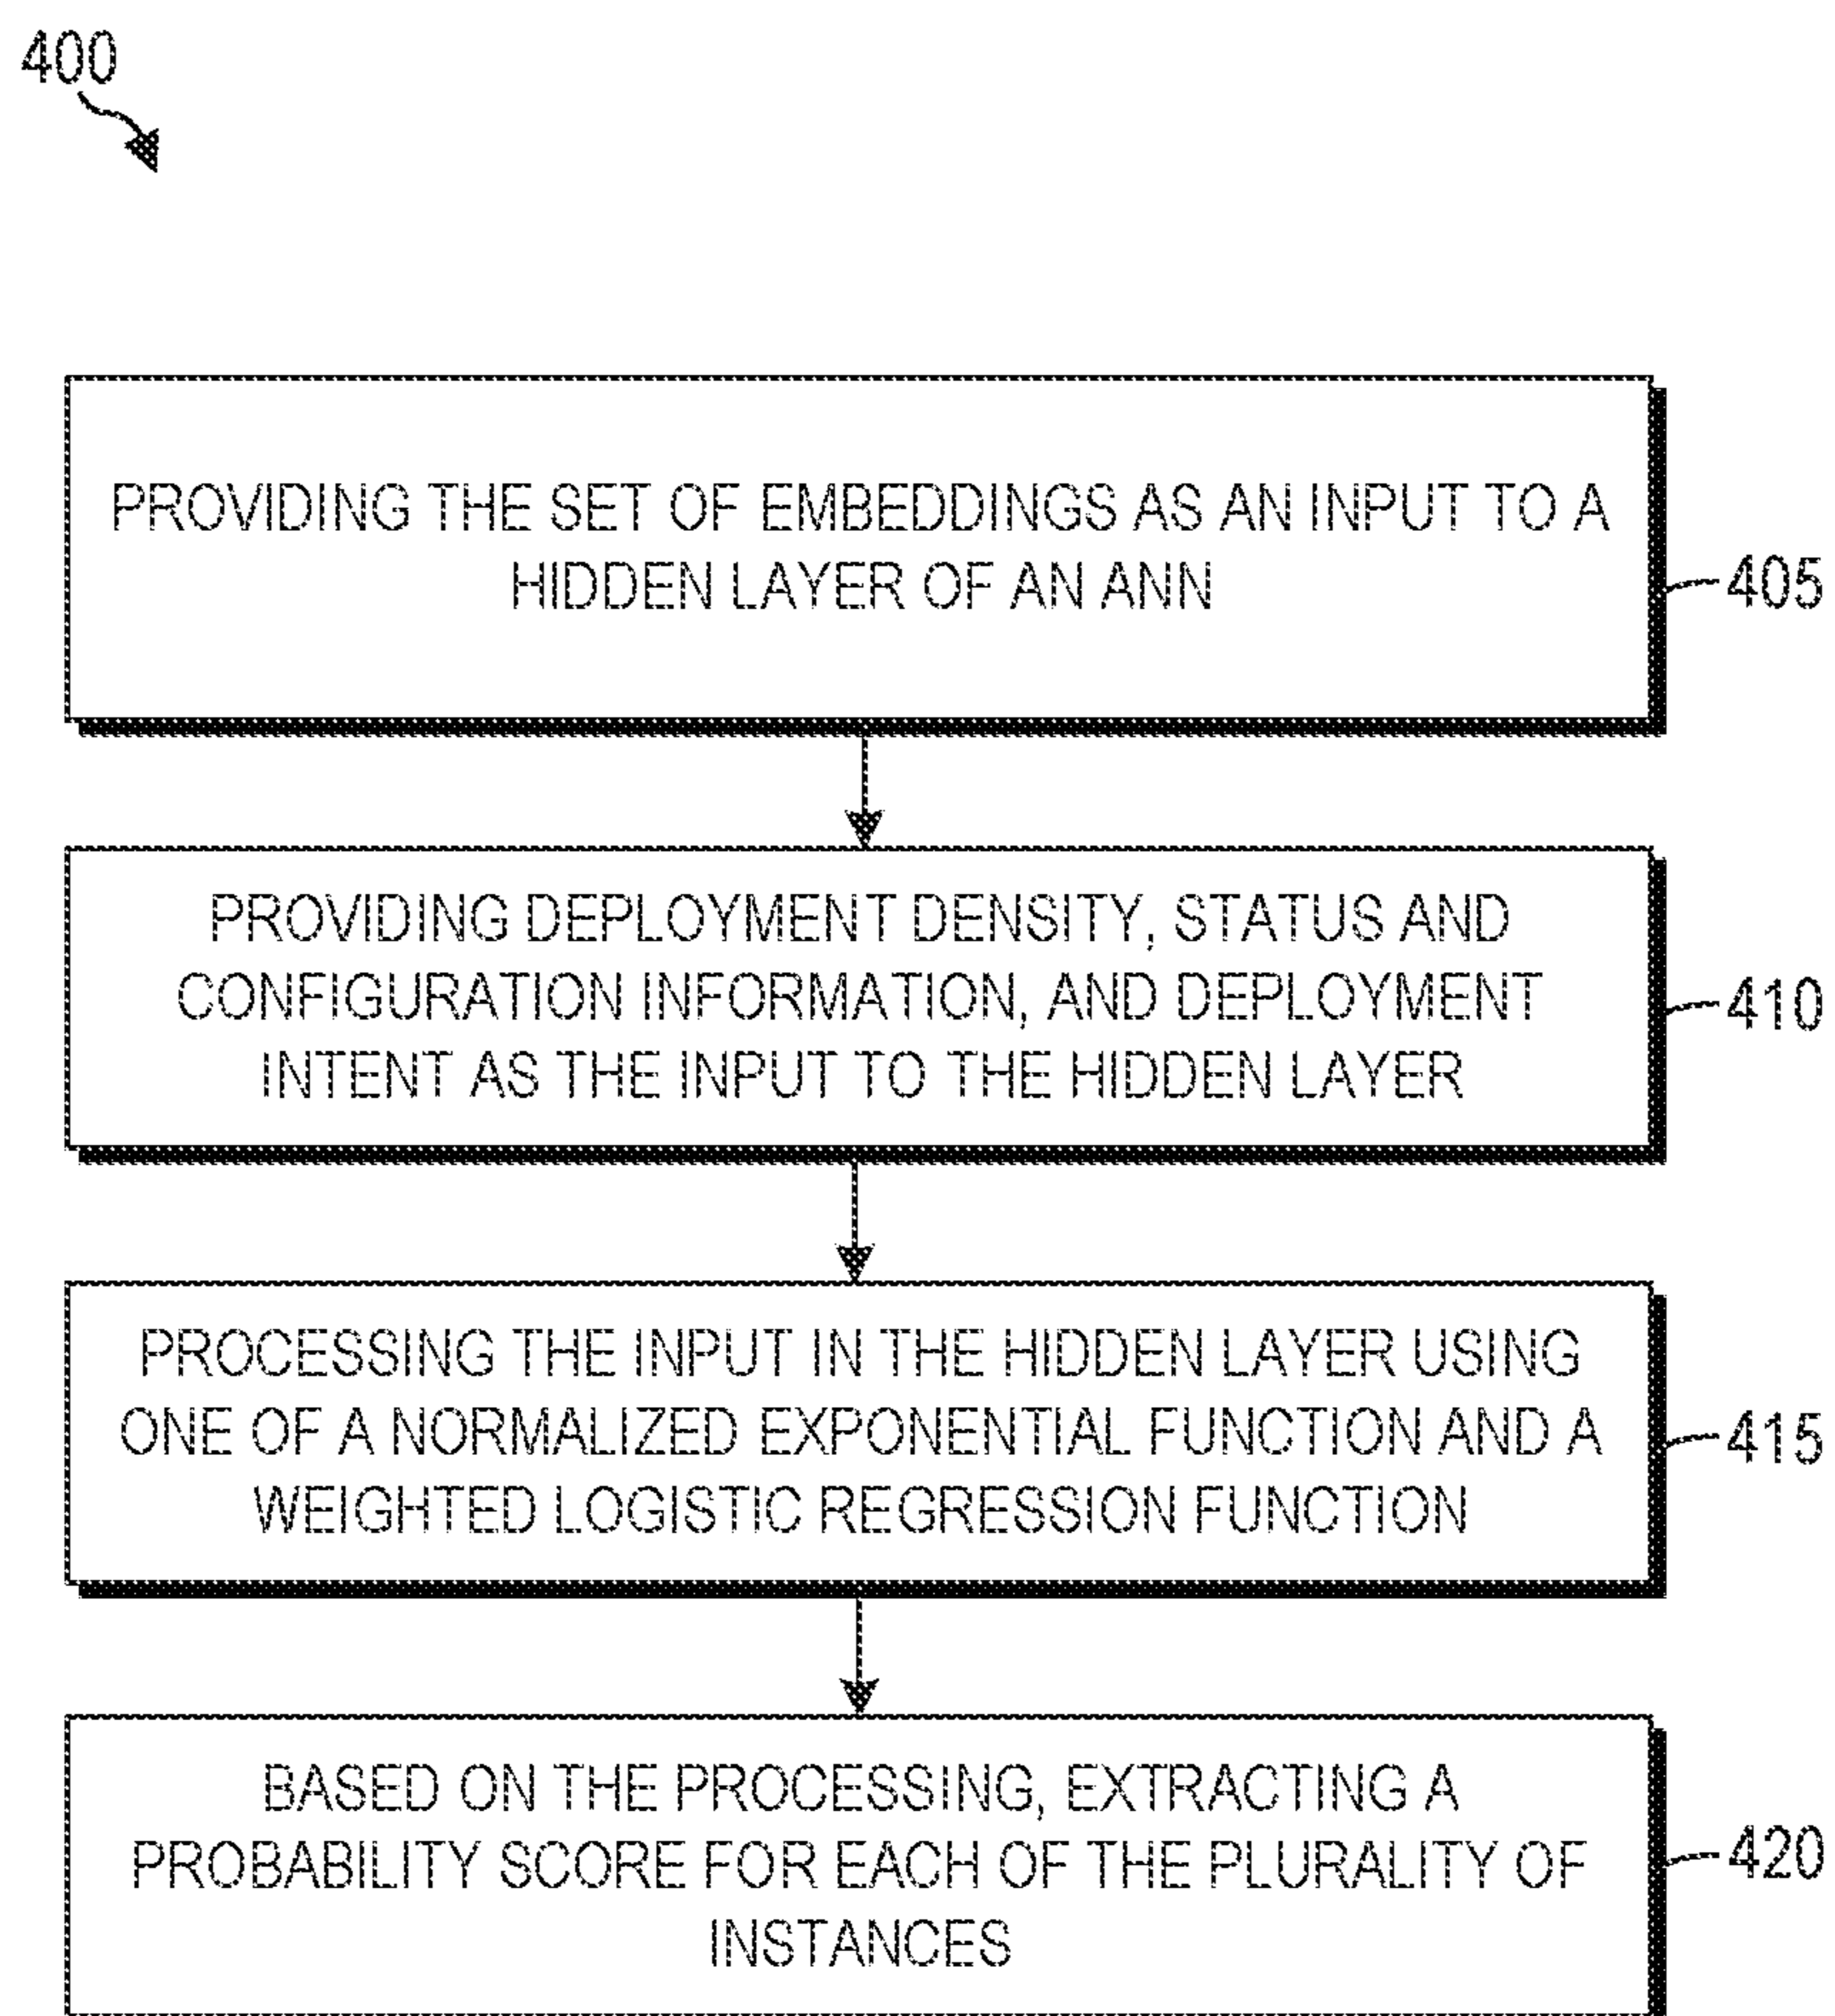 400
PROVIDING THE SET OF EMBEDDINGS AS AN INPUT TO A
HIDDEN LAYER OF AN ANN
405
PROVIDING DEPLOYMENT DENSITY, STATUS AND
CONFIGURATION INFORMATION, AND DEPLOYMENT
INTENT AS THE INPUT TO THE HIDDEN LAYER
410
PROCESSING THE INPUT IN THE HIDDEN LAYER USING
ONE OF A NORMALIZED EXPONENTIAL FUNCTION AND A
WEIGHTED LOGISTIC REGRESSION FUNCTION
415
BASED ON THE PROCESSING, EXTRACTING A
PROBABILITY SCORE FOR EACH OF THE PLURALITY OF
INSTANCES
420